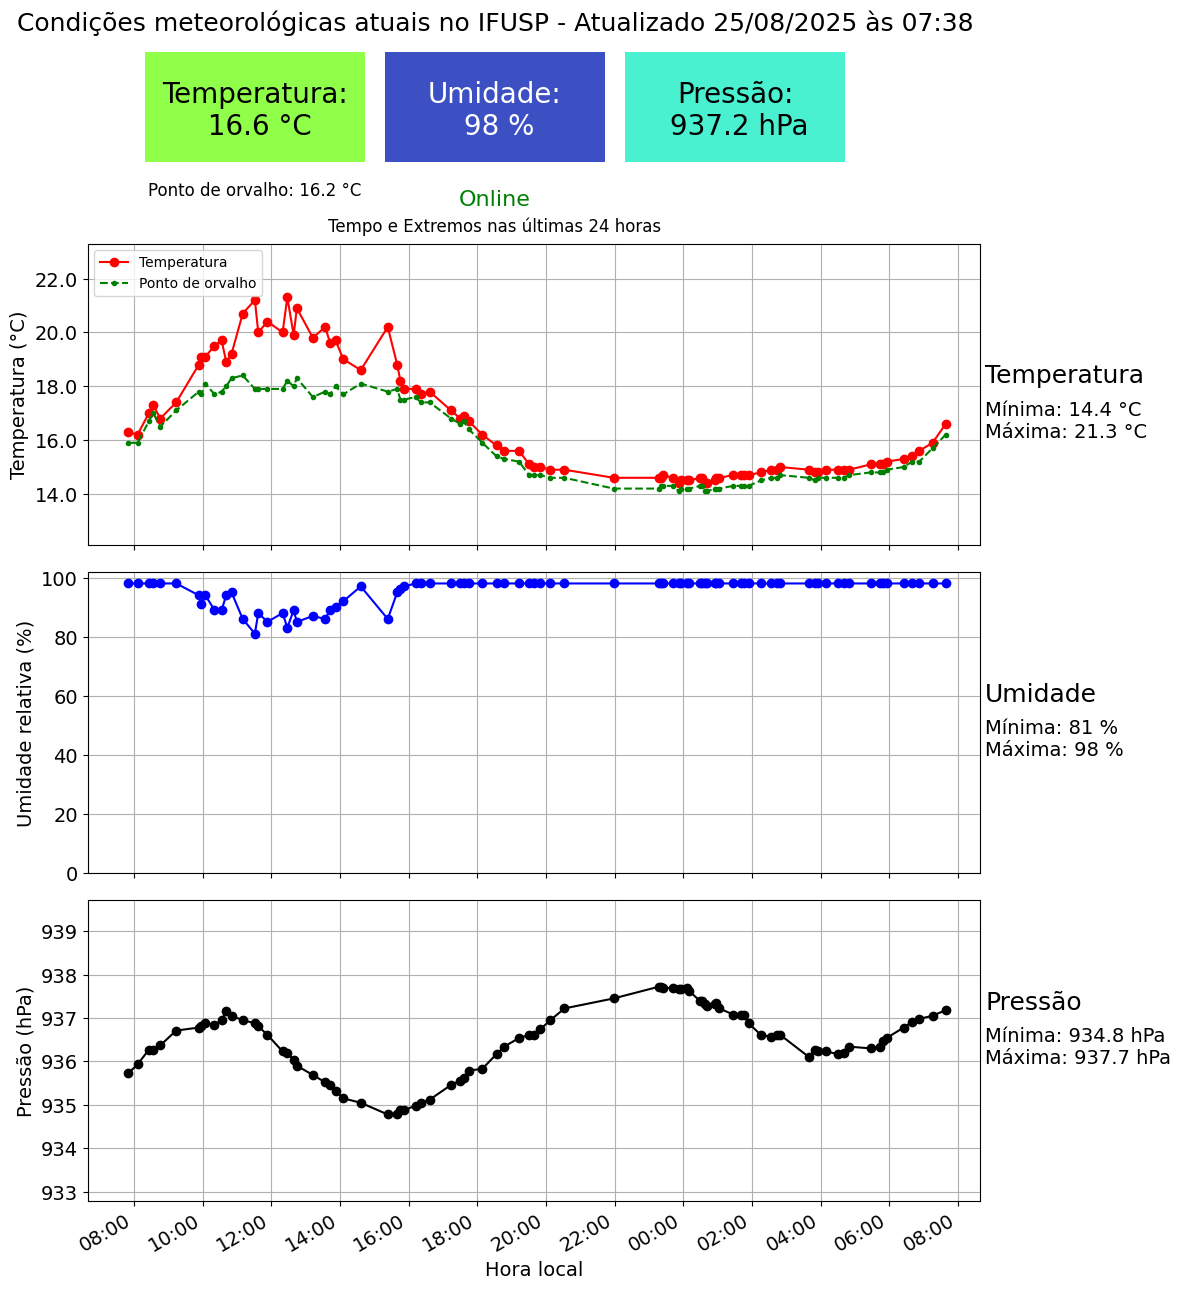 Condições meteorológicas atuais no IFUSP - Atualizado 25/08/2025 às 07:38
Temperatura:
16.6 °C
Umidade:
98 %
Pressão:
937.2 hPa
Ponto de orvalho: 16.2 °C
Online
Tempo e Extremos nas últimas 24 horas
Temperatura
Ponto de orvalho
Temperatura (°C)
22.0
20.0
18.0
16.0
14.0
Temperatura
Mínima: 14.4 °C
Máxima: 21.3 °C
Umidade relativa (%)
100
80
60
40
20
0
Umidade
Mínima: 81 %
Máxima: 98 %
Pressão (hPa)
939
938
937
936
935
934
933
Pressão
Mínima: 934.8 hPa
Máxima: 937.7 hPa
08:00 10:00 12:00 14:00 16:00 18:00 20:00 22:00 00:00 02:00 04:00 06:00 08:00
Hora local